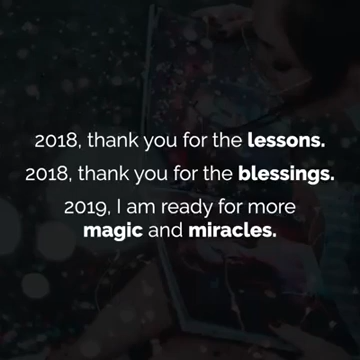 2018, thank you for the lessons.
2018, thank you for the blessings.
2019, I am ready for more
magic and miracles.